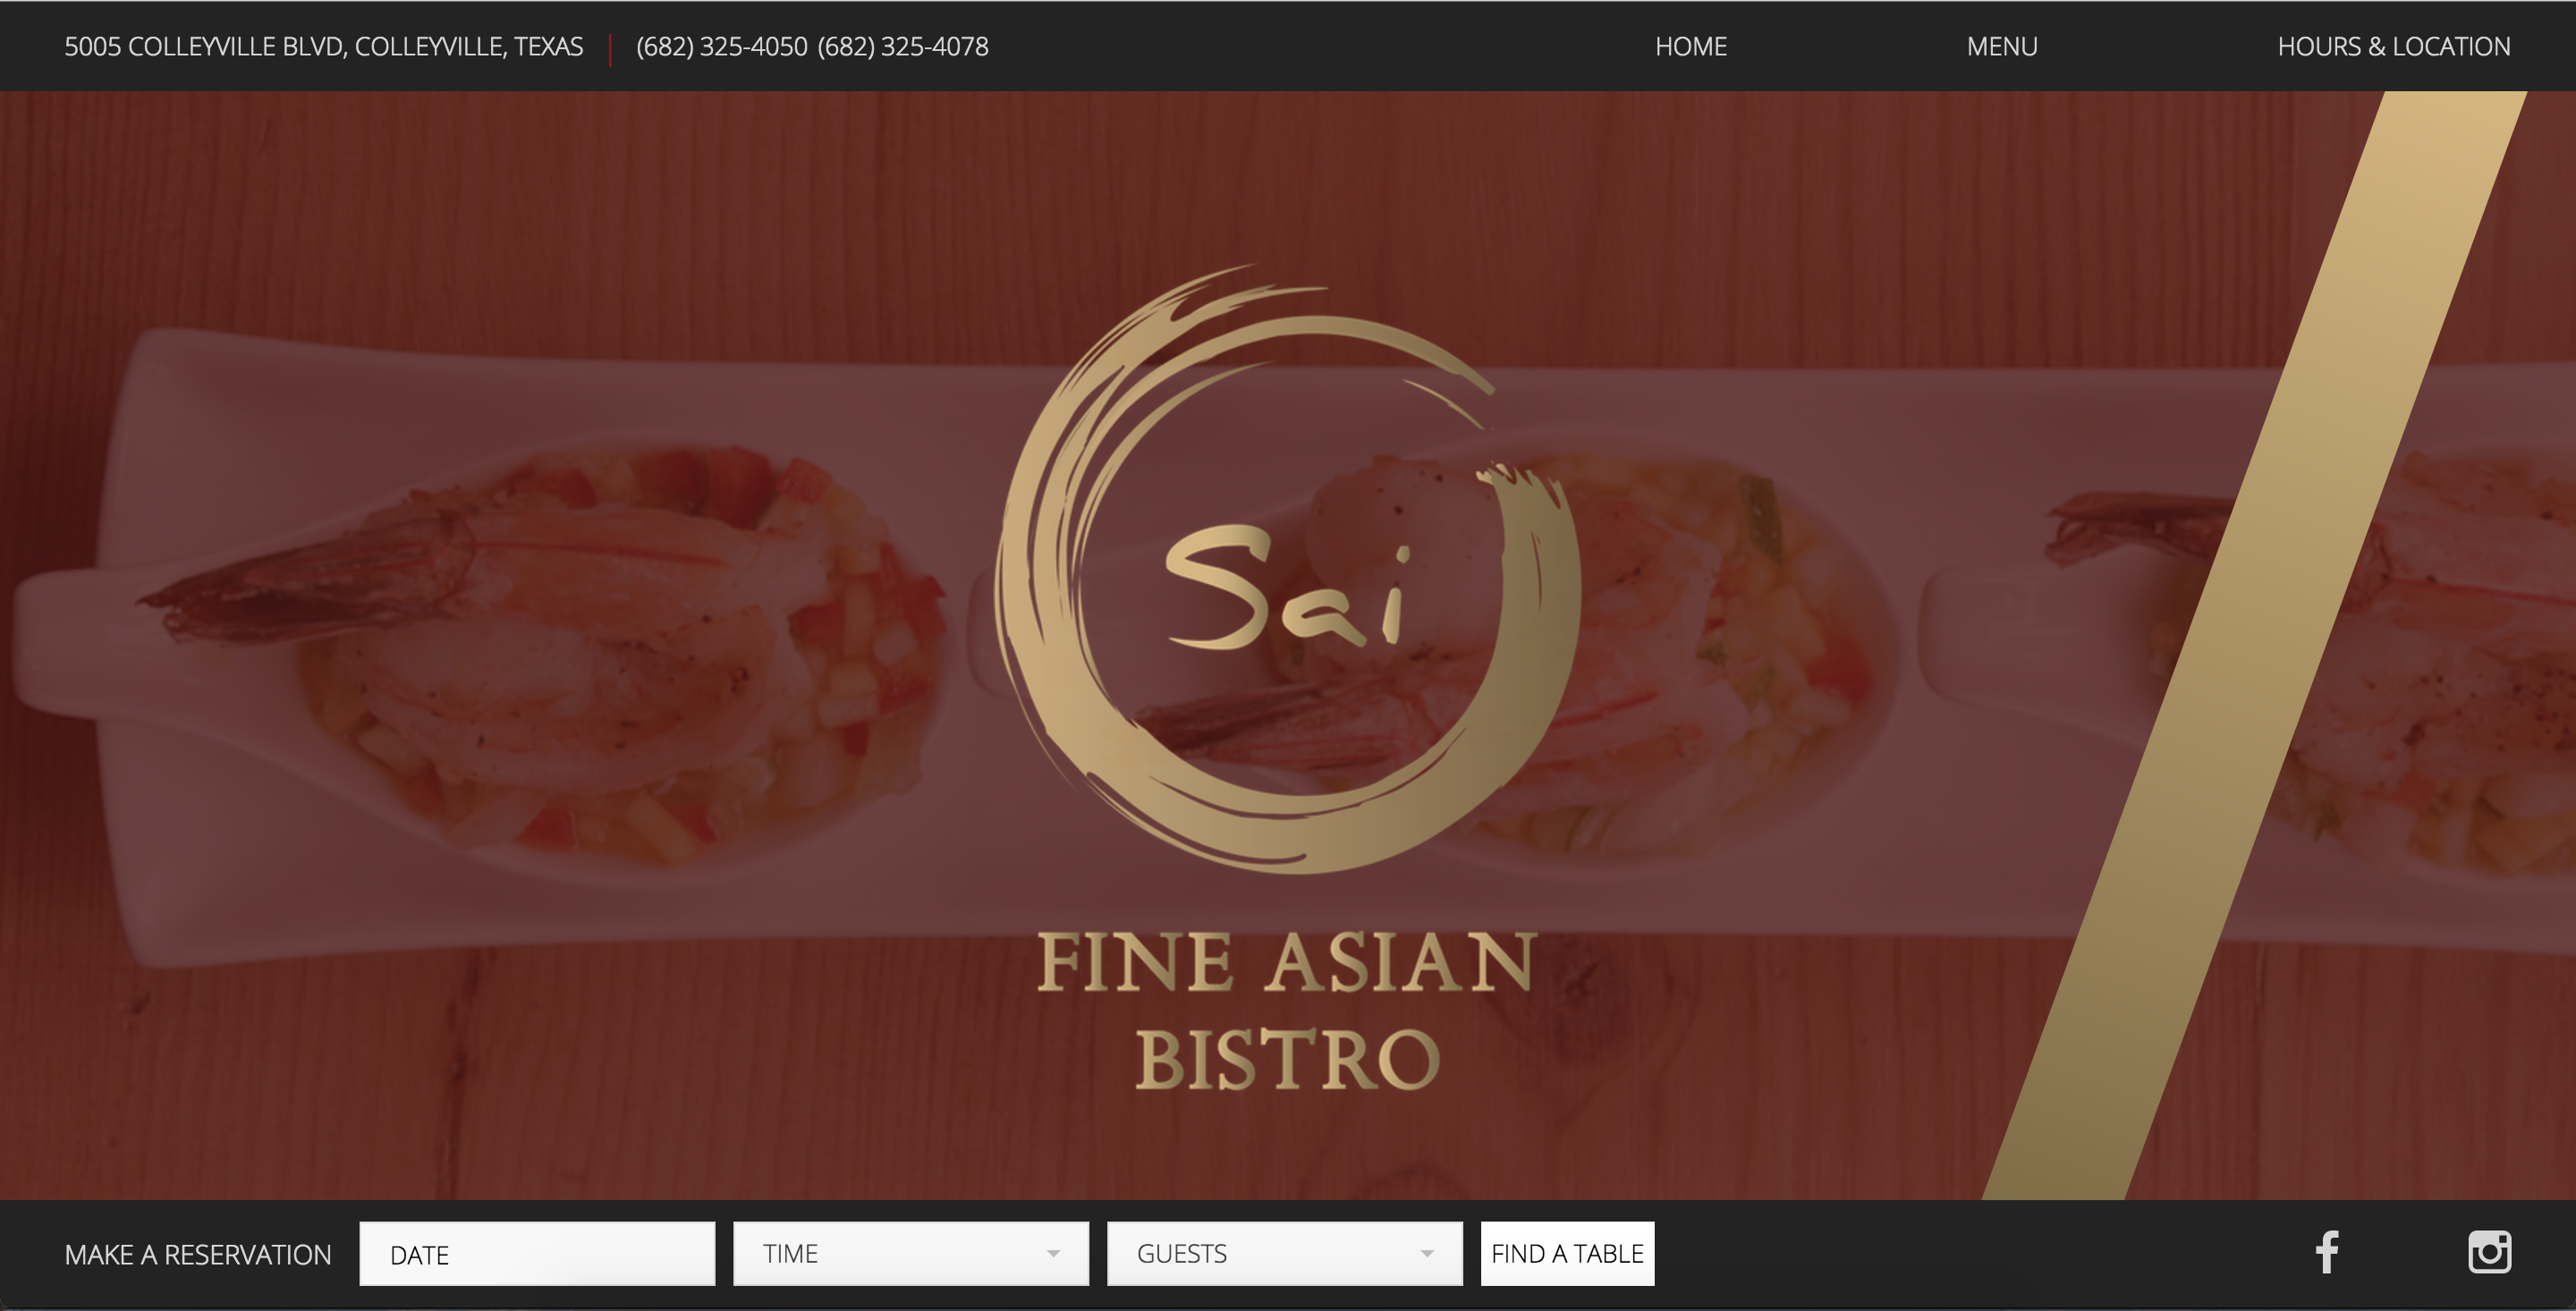 5005 COLLEYVILLE BLVD, COLLEYVILLE, TEXAS (682) 325-4050 (682) 325-4078 HOME MENU HOURS & LOCATION
Sai
FINE ASIAN
BISTRO
MAKE A RESERVATION DATE TIME GUESTS FIND A TABLE